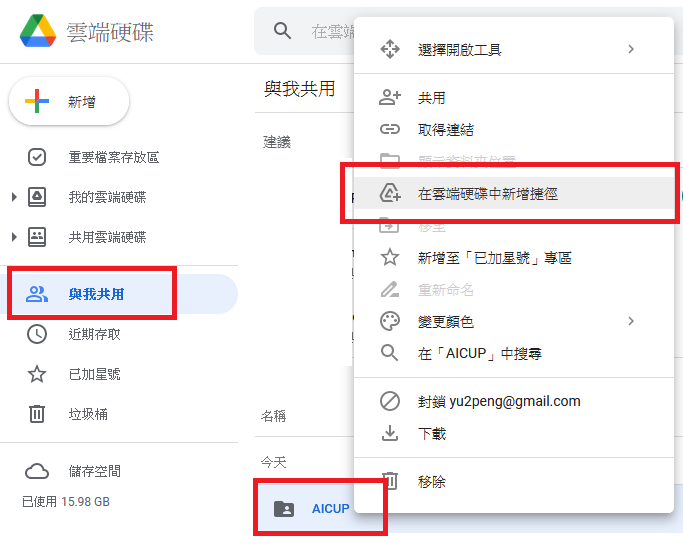 雲端硬碟
在雲
新增
重要檔案存放區
我的雲端硬碟
共用雲端硬碟
與我共用
近期存取
已加星號
垃圾桶
儲存空間
已使用 15.98 GB
與我共用
建議
名稱
今天
AICUP
選擇開啟工具
共用
取得連結
顯示資料夾位置
在雲端硬碟中新增捷徑
移至
新增至「已加星號」專區
重新命名
變更顏色
在「AICUP」中搜尋
封鎖 yu2peng@gmail.com
下載
移除